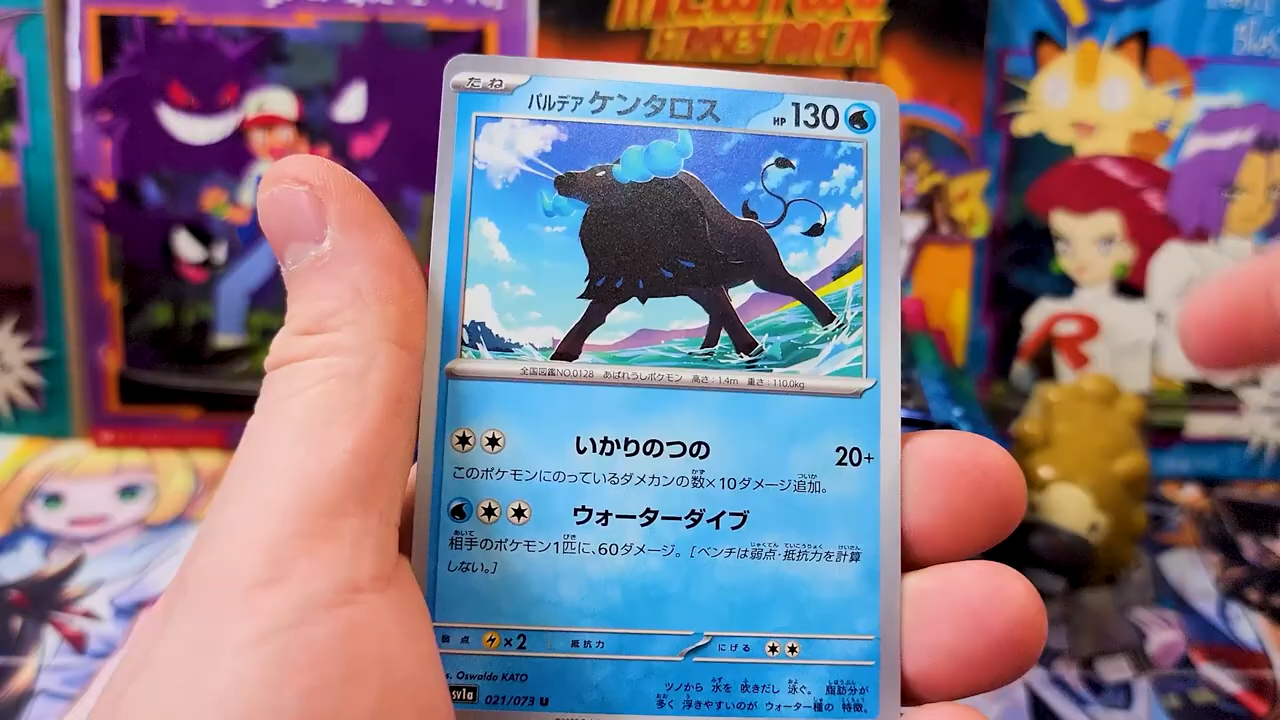 たね
パルデア ケンタロス HP 130
全国図鑑NO.0128 あばれうしポケモン 高さ:1.4m 重さ:110.0kg
いかりのつの 20+
このポケモンにのっているダメカンの数×10ダメージ追加。
ウォーターダイブ
相手のポケモン1匹に、60ダメージ。[ベンチは弱点・抵抗力を計算
しない。]
弱点 ×2 抵抗力 にげる
Oswaldo KATO
sv1a 021/073 U
ツノから 水を 吹きだし 泳ぐ。 脂肪分が
多く 浮きやすいのが ウォーター種の 特徴。
R